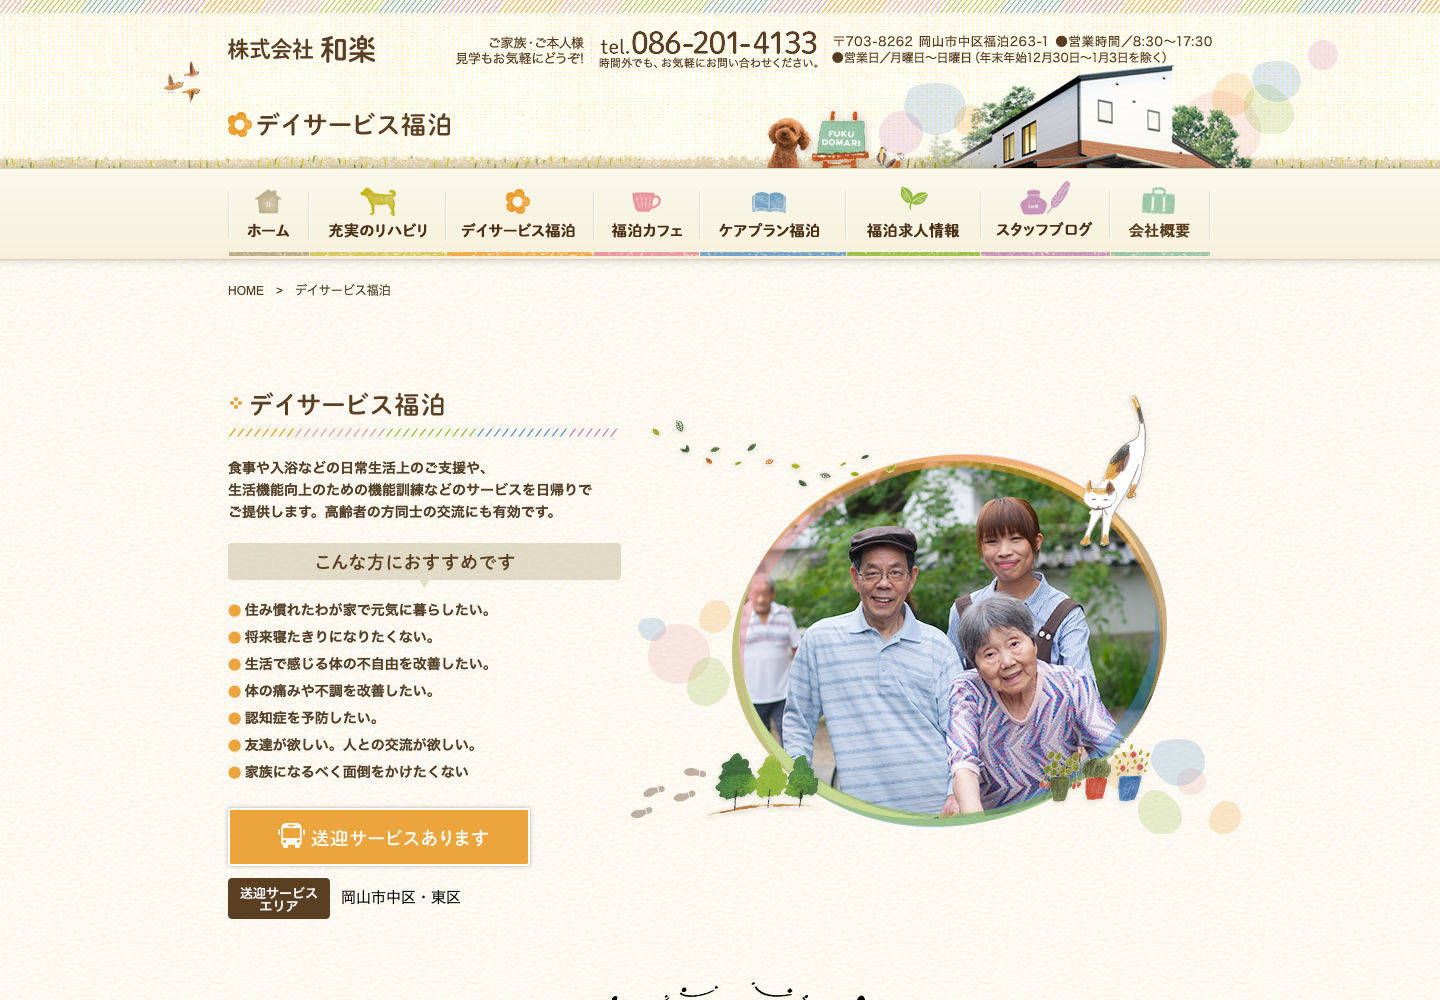 株式会社 和楽
ご家族・ご本人様
見学もお気軽にどうぞ!
tel.086-201-4133
時間外でも、お気軽にお問い合わせください。
〒703-8262 岡山市中区福泊263-1 ●営業時間／8:30〜17:30
●営業日／月曜日〜日曜日（年末年始12月30日〜1月3日を除く）
デイサービス福泊
FUKU
DOMARI
ホーム
充実のリハビリ
デイサービス福泊
福泊カフェ
ケアプラン福泊
福泊求人情報
スタッフブログ
会社概要
HOME > デイサービス福泊
デイサービス福泊
食事や入浴などの日常生活上のご支援や、
生活機能向上のための機能訓練などのサービスを日帰りで
ご提供します。高齢者の方同士の交流にも有効です。
こんな方におすすめです
●住み慣れたわが家で元気に暮らしたい。
●将来寝たきりになりたくない。
●生活で感じる体の不自由を改善したい。
●体の痛みや不調を改善したい。
●認知症を予防したい。
●友達が欲しい。人との交流が欲しい。
●家族になるべく面倒をかけたくない
送迎サービスあります
送迎サービス
エリア
岡山市中区・東区